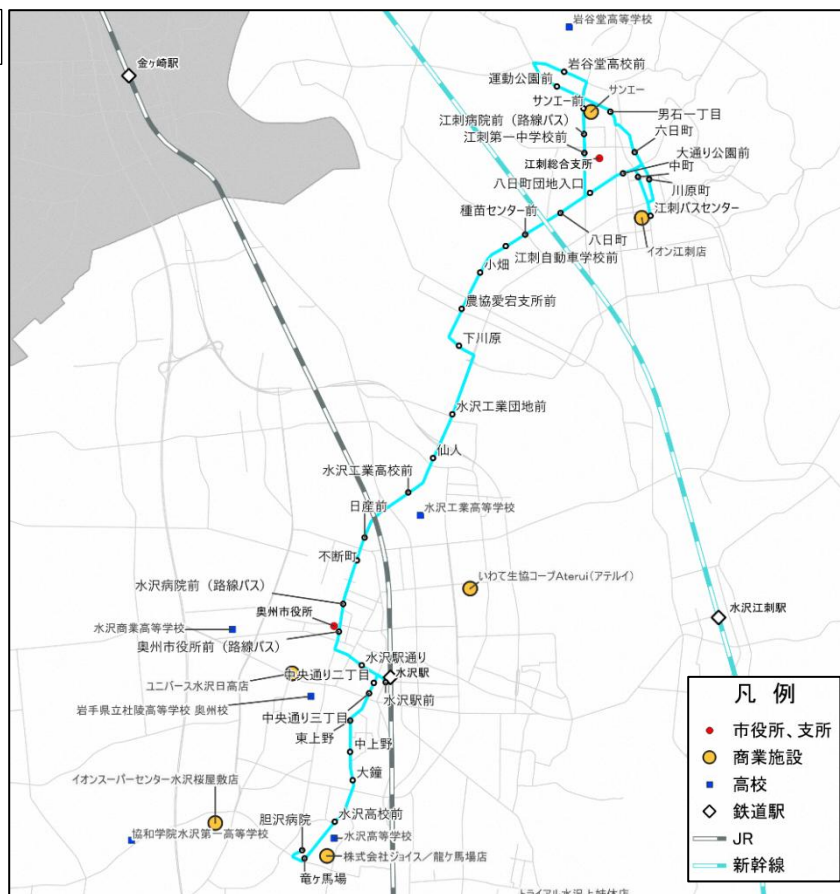 岩谷堂高等学校
金ヶ崎駅
岩谷堂高校前
運動公園前
サンエー
サンエー前
男石一丁目
江刺病院前（路線バス）
六日町
江刺第一中学校前
大通り公園前
江刺総合支所
中町
八日町団地入口
川原町
種苗センター前
江刺バスセンター
八日町
イオン江刺店
江刺自動車学校前
小畑
農協愛宕支所前
下川原
水沢工業団地前
仙人
水沢工業高校前
日産前
水沢工業高等学校
不断町
いわて生協コープAterui（アテルイ）
水沢病院前（路線バス）
奥州市役所
水沢江刺駅
水沢商業高等学校
奥州市役所前（路線バス）
水沢駅通り
中央通り二丁目
水沢駅
ユニバース水沢日高店
水沢駅前
岩手県立杜陵高等学校 奥州校
中央通り三丁目
東上野
中上野
イオンスーパーセンター水沢桜屋敷店
大鐘
水沢高校前
胆沢病院
協和学院水沢第一高等学校
水沢高等学校
株式会社ジョイス／龍ケ馬場店
竜ヶ馬場
凡 例
市役所、支所
商業施設
高校
鉄道駅
JR
新幹線